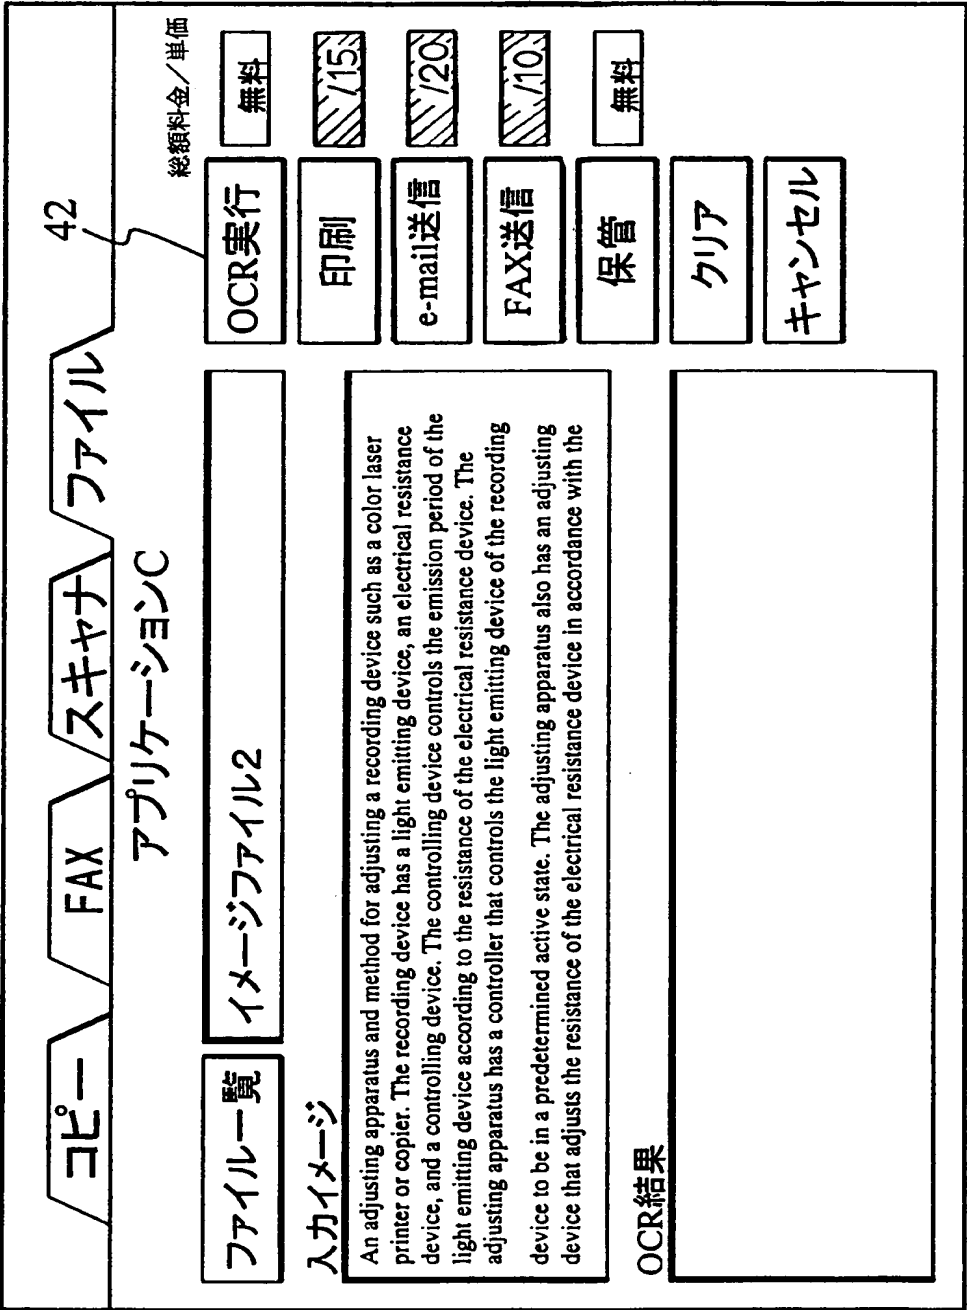 コピー
FAX
スキャナ
ファイル
42
アプリケーションC
総額料金／単価
ファイル一覧
イメージファイル2
OCR実行
無料
入力イメージ
An adjusting apparatus and method for adjusting a recording device such as a color laser
printer or copier. The recording device has a light emitting device, an electrical resistance
device, and a controlling device. The controlling device controls the emission period of the
light emitting device according to the resistance of the electrical resistance device. The
adjusting apparatus has a controller that controls the light emitting device of the recording
device to be in a predetermined active state. The adjusting apparatus also has an adjusting
device that adjusts the resistance of the electrical resistance device in accordance with the
印刷
/15
e-mail送信
/20
FAX送信
/10
保管
無料
クリア
キャンセル
OCR結果